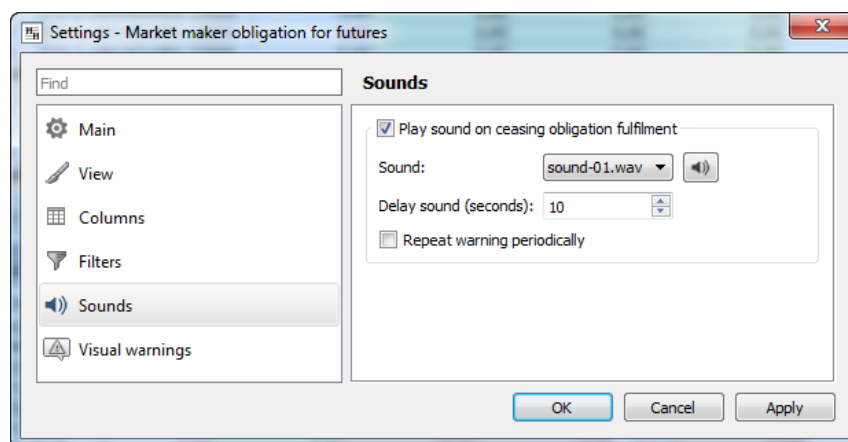 Settings - Market maker obligation for futures
Find
Main
View
Columns
Filters
Sounds
Visual warnings
Sounds
Play sound on ceasing obligation fulfilment
Sound: sound-01.wav
Delay sound (seconds): 10
Repeat warning periodically
OK Cancel Apply